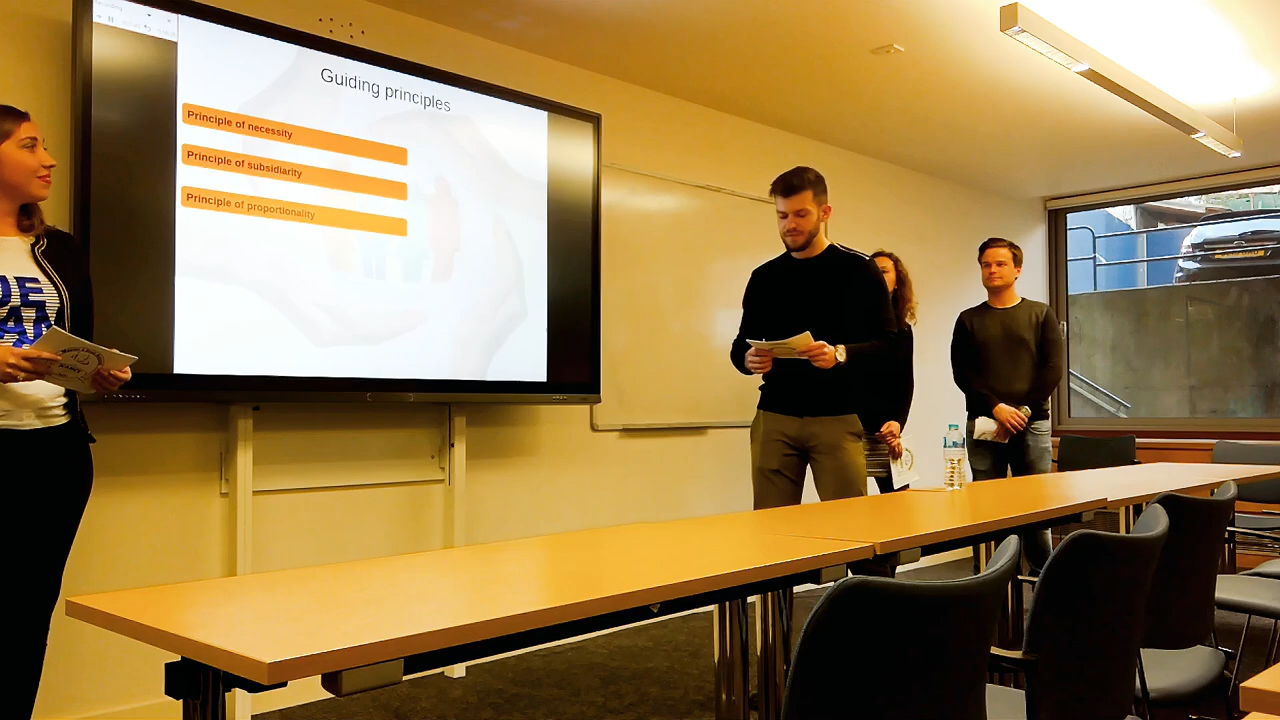 Guiding principles
Principle of necessity
Principle of subsidiarity
Principle of proportionality